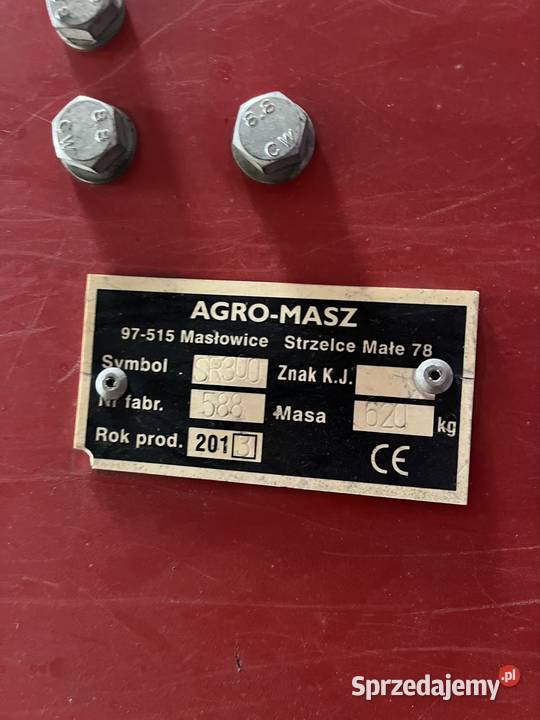 8.8
CW
8.8
CW
AGRO-MASZ
97-515 Masłowice Strzelce Małe 78
Symbol SR300 Znak K.J.
Nr fabr. 588 Masa 620 kg
Rok prod. 2013 CE
Sprzedajemy.pl